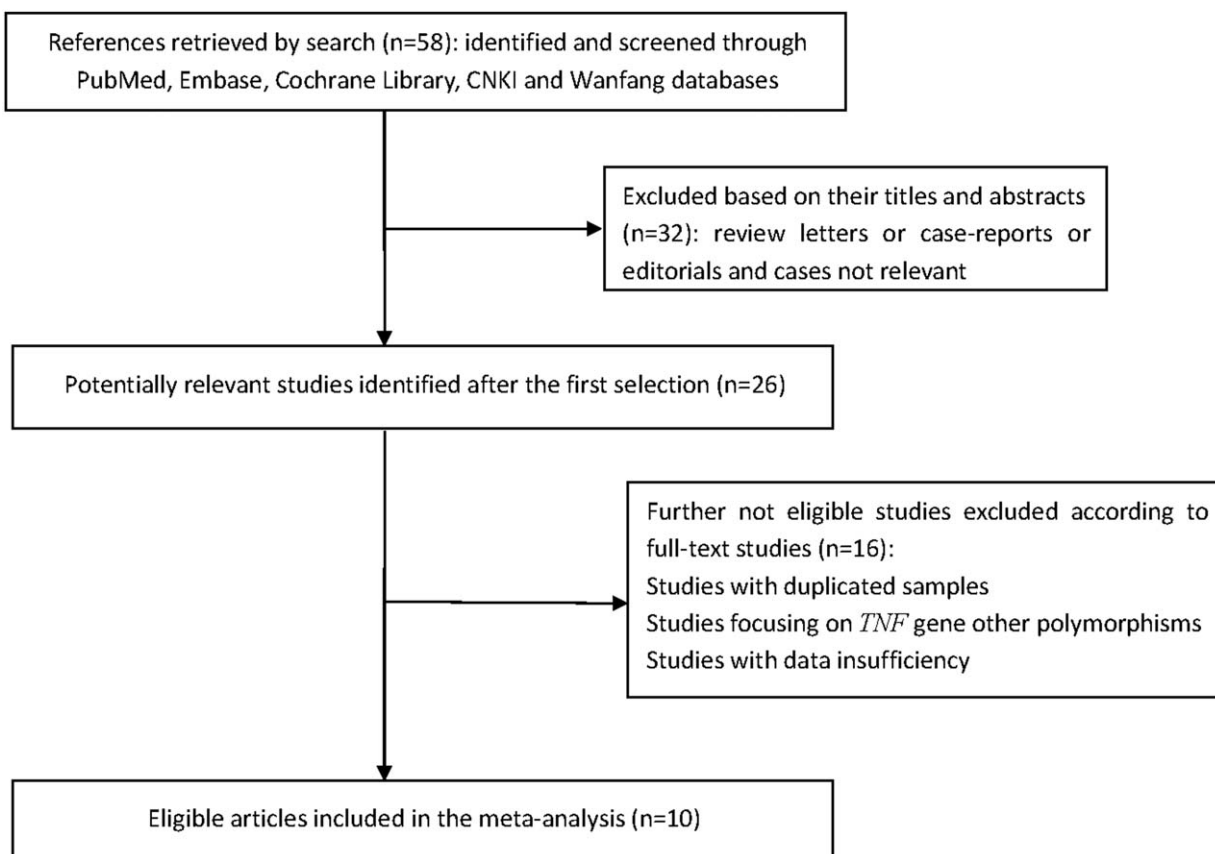 References retrieved by search (n=58): identified and screened through
PubMed, Embase, Cochrane Library, CNKI and Wanfang databases
Excluded based on their titles and abstracts
(n=32): review letters or case-reports or
editorials and cases not relevant
Potentially relevant studies identified after the first selection (n=26)
Further not eligible studies excluded according to
full-text studies (n=16):
Studies with duplicated samples
Studies focusing on TNF gene other polymorphisms
Studies with data insufficiency
Eligible articles included in the meta-analysis (n=10)